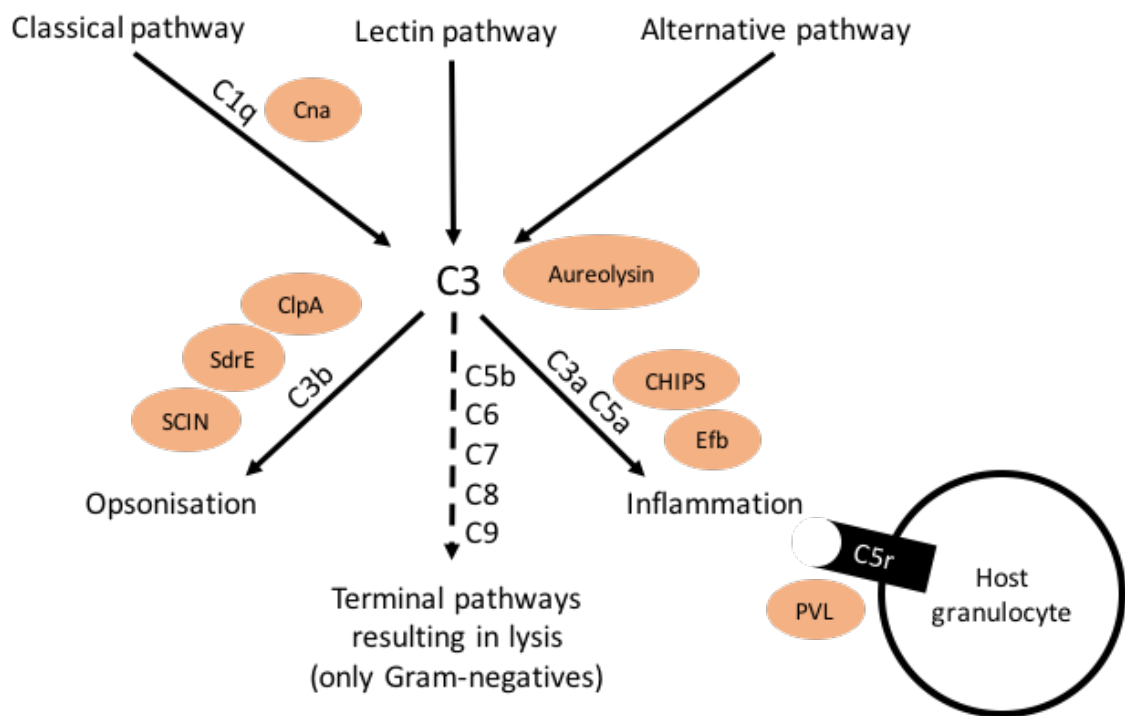 Classical pathway
Lectin pathway
Alternative pathway
C1q
Cna
C3
Aureolysin
ClpA
SdrE
SCIN
C3b
C5b
C6
C7
C8
C9
C3a C5a
CHIPS
Efb
Opsonisation
Inflammation
C5r
PVL
Host
granulocyte
Terminal pathways
resulting in lysis
(only Gram-negatives)